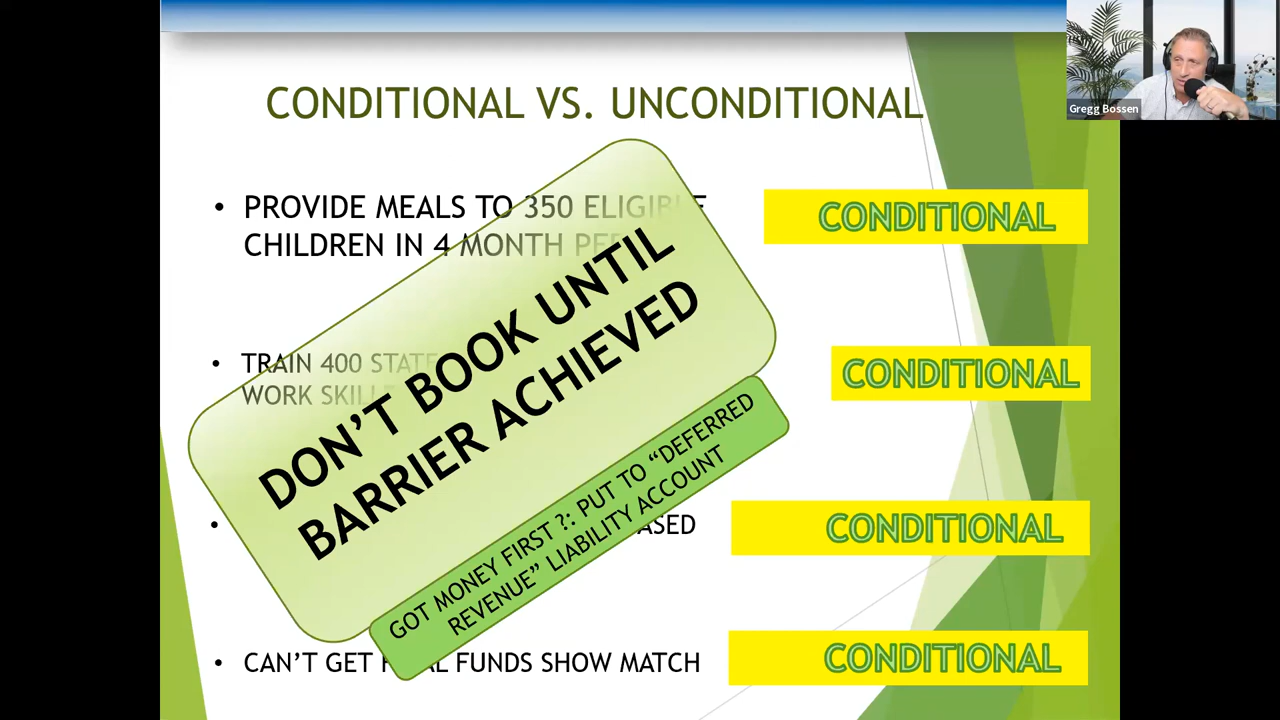 CONDITIONAL VS. UNCONDITIONAL
Gregg Bossen
PROVIDE MEALS TO 350 ELIGIBLE
CHILDREN IN 4 MONTH
CONDITIONAL
TRAIN 400 STATE
WORK SKILL
CONDITIONAL
DON’T BOOK UNTIL
BARRIER ACHIEVED
GOT MONEY FIRST ?: PUT TO “DEFERRED
REVENUE” LIABILITY ACCOUNT
CONDITIONAL
CAN’T GET FUNDS SHOW MATCH
CONDITIONAL